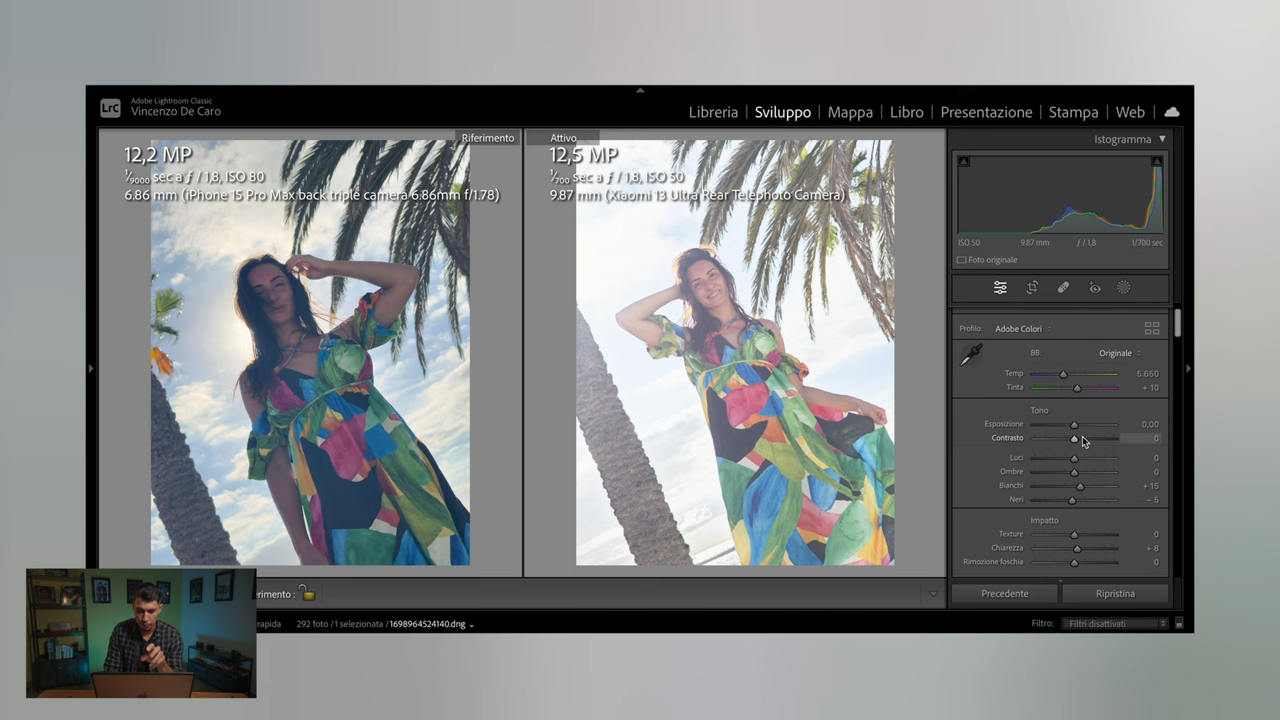 LrC
Adobe Lightroom Classic
Vincenzo De Caro
Libreria | Sviluppo | Mappa | Libro | Presentazione | Stampa | Web
Riferimento
12,2 MP
1/9000 sec a ƒ / 1,8, ISO 80
6.86 mm (iPhone 15 Pro Max back triple camera 6.86mm f/1.78)
Attivo
12,5 MP
1/700 sec a ƒ / 1,8, ISO 50
9.87 mm (Xiaomi 13 Ultra Rear Telephoto Camera)
Istogramma
ISO 50 9.87 mm ƒ / 1,8 1/700 sec
Foto originale
Profilo: Adobe Colori
BB: Originale
Temp 5.650
Tinta + 10
Tono
Esposizione 0,00
Contrasto 0
Luci 0
Ombre 0
Bianchi + 15
Neri – 5
Impatto
Texture 0
Chiarezza + 8
Rimozione foschia 0
Precedente Ripristina
erimento :
rapida 292 foto / 1 selezionata / 1698964524140.dng
Filtro: Filtri disattivati